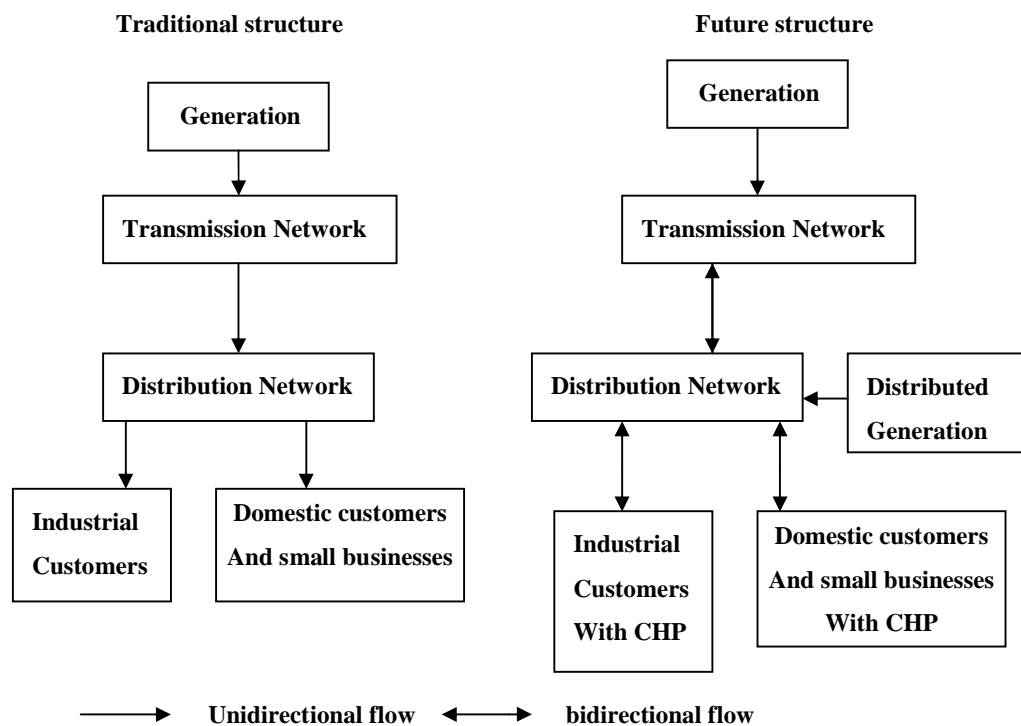 Traditional structure
Generation
Transmission Network
Distribution Network
Industrial
Customers
Domestic customers
And small businesses
Future structure
Generation
Transmission Network
Distribution Network
Distributed
Generation
Industrial
Customers
With CHP
Domestic customers
And small businesses
With CHP
Unidirectional flow
bidirectional flow